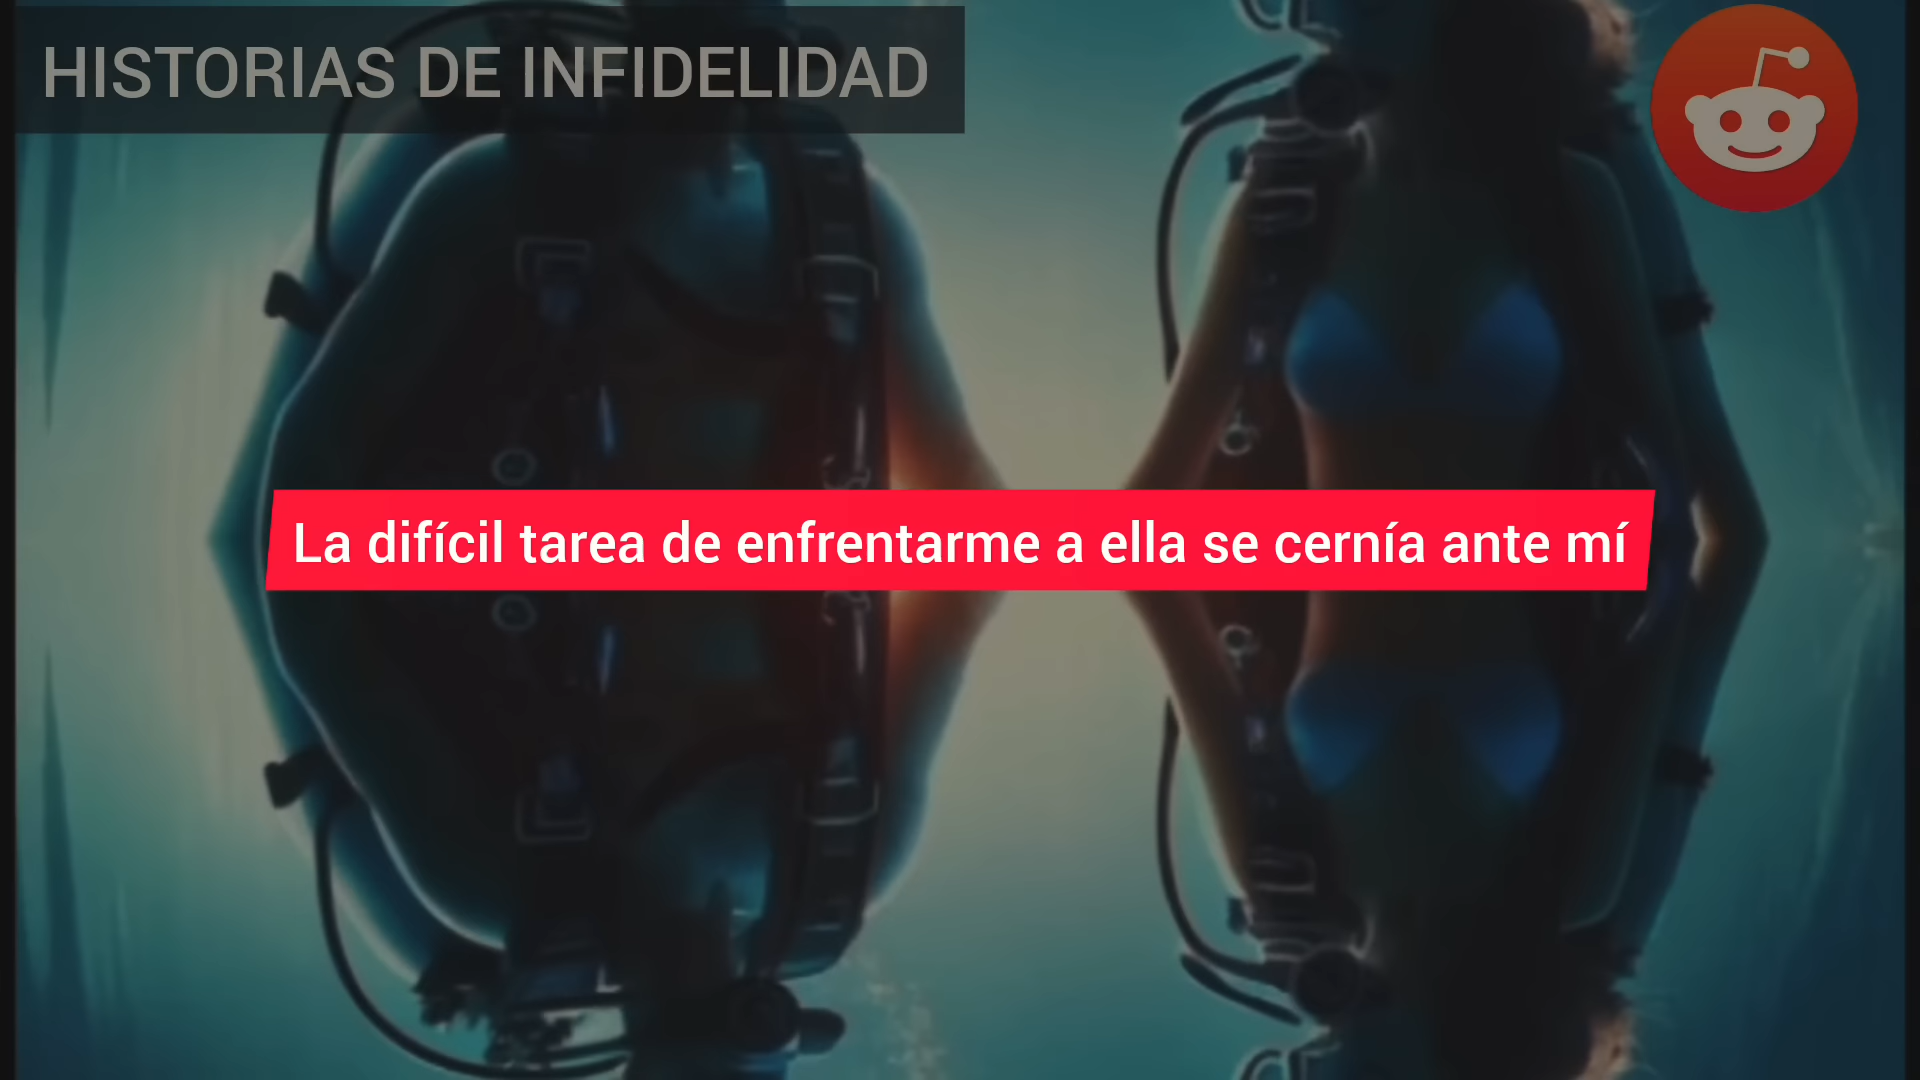 HISTORIAS DE INFIDELIDAD
La difícil tarea de enfrentarme a ella se cernía ante mí